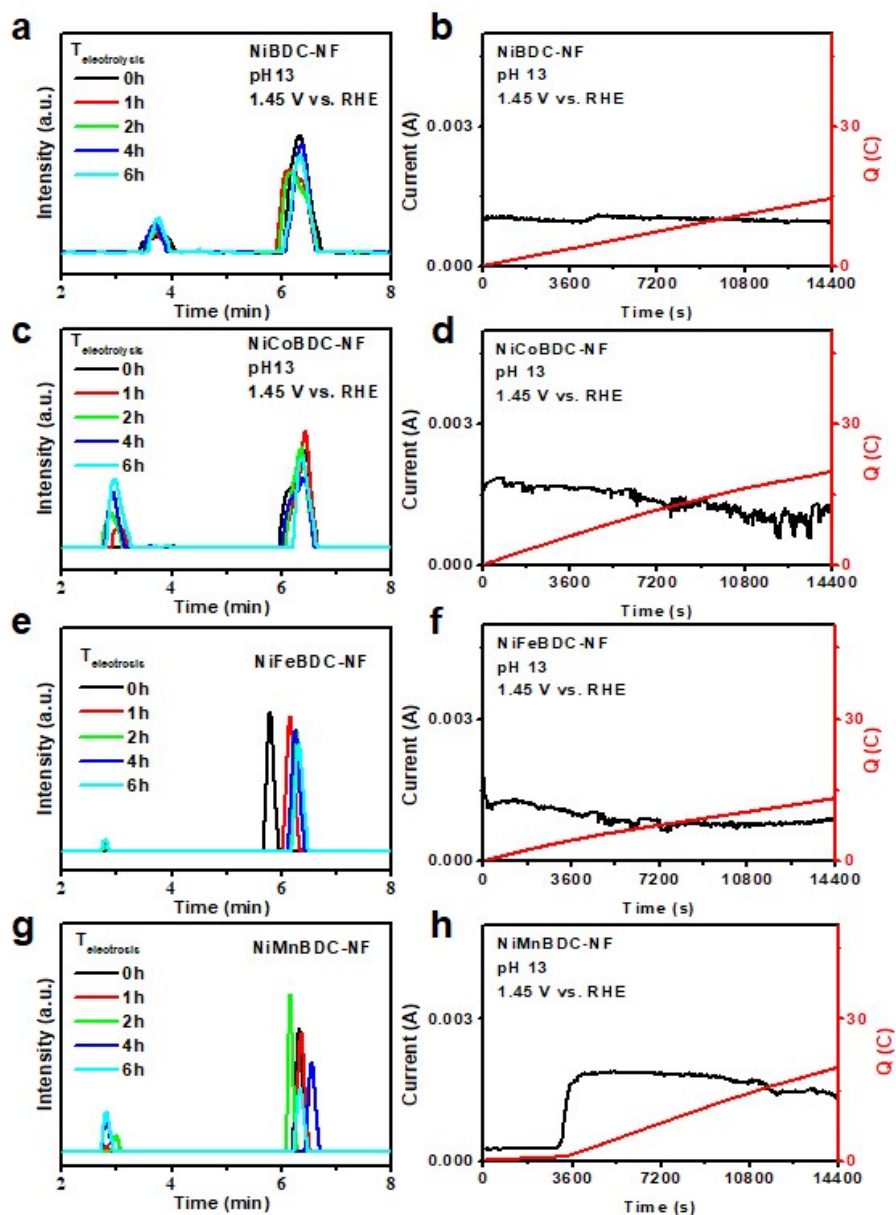 a
Telectrolysis
0h
1h
2h
4h
6h
NiBDC-NF
pH 13
1.45 V vs. RHE
Intensity (a.u.)
2 4 6 8
Time (min)
b
NiBDC-NF
pH 13
1.45 V vs. RHE
Current (A)
0.003
0.000
Q (C)
30
0
0 3600 7200 10800 14400
Time (s)
c
Telectrolysis
0h
1h
2h
4h
6h
NiCoBDC-NF
pH13
1.45 V vs. RHE
Intensity (a.u.)
2 4 6 8
Time (min)
d
NiCoBDC-NF
pH 13
1.45 V vs. RHE
Current (A)
0.003
0.000
Q (C)
30
0
0 3600 7200 10800 14400
Time (s)
e
Telectrosis
0h
1h
2h
4h
6h
NiFeBDC-NF
Intensity (a.u.)
2 4 6 8
Time (min)
f
NiFeBDC-NF
pH 13
1.45 V vs. RHE
Current (A)
0.003
0.000
Q (C)
30
0
0 3600 7200 10800 14400
Time (s)
g
Telectrosis
0h
1h
2h
4h
6h
NiMnBDC-NF
Intensity (a.u.)
2 4 6 8
Time (min)
h
NiMnBDC-NF
pH 13
1.45 V vs. RHE
Current (A)
0.003
0.000
Q (C)
30
0
0 3600 7200 10800 14400
Time (s)